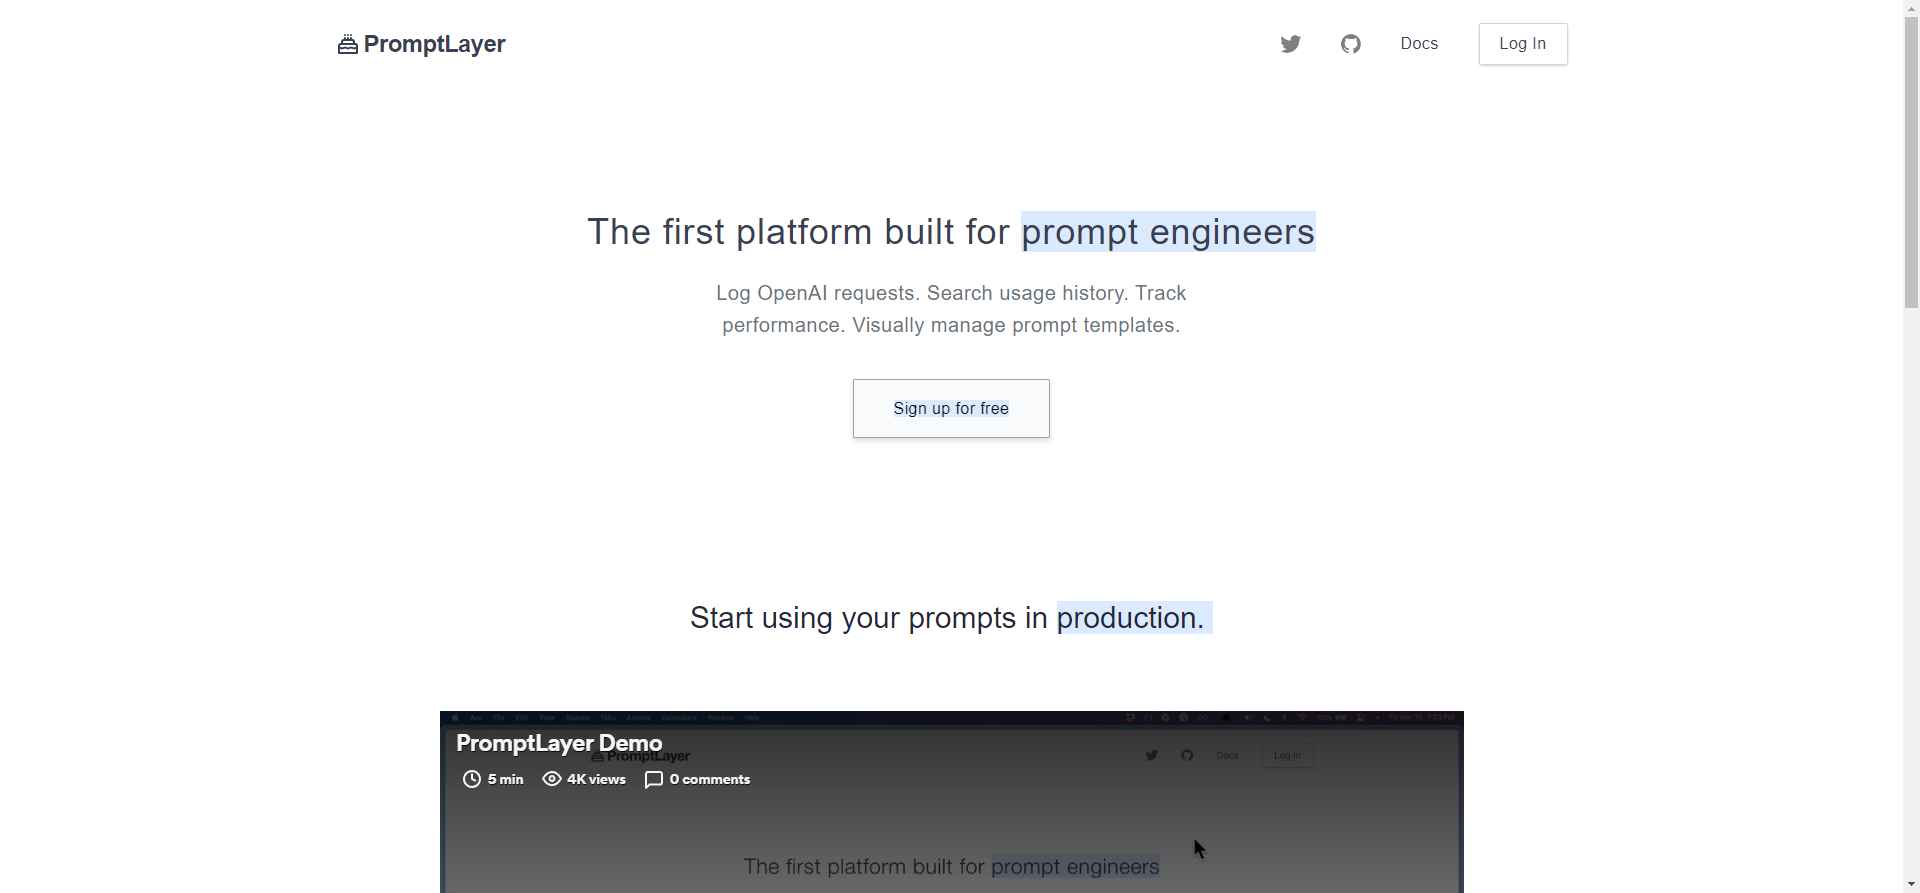 PromptLayer
Docs
Log In
The first platform built for prompt engineers
Log OpenAI requests. Search usage history. Track
performance. Visually manage prompt templates.
Sign up for free
Start using your prompts in production.
PromptLayer Demo
PromptLayer
Docs
Log In
5 min
4K views
0 comments
The first platform built for prompt engineers